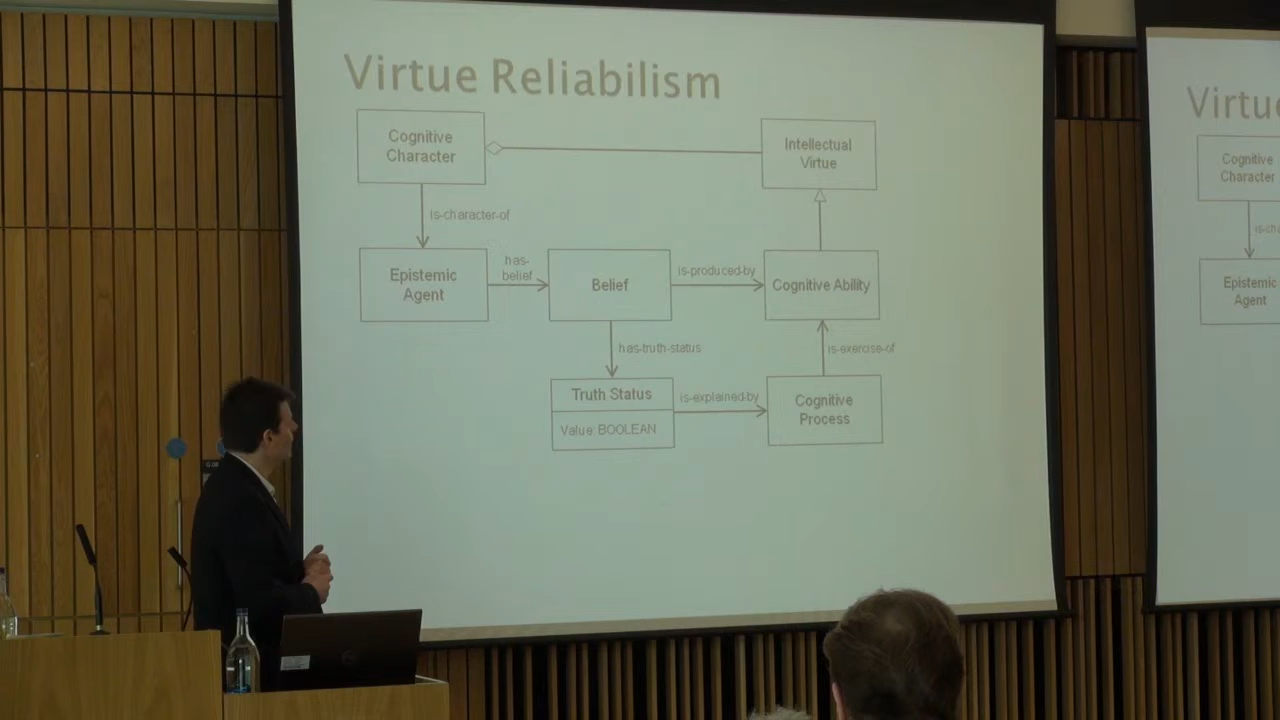 Virtue Reliabilism
Cognitive
Character
Intellectual
Virtue
is-character-of
Epistemic
Agent
has-
belief
Belief
is-produced-by
Cognitive Ability
has-truth-status
is-exercise-of
Truth Status
Value: BOOLEAN
is-explained-by
Cognitive
Process
Virtu
Cognitive
Character
is-cha
Epistemic
Agent